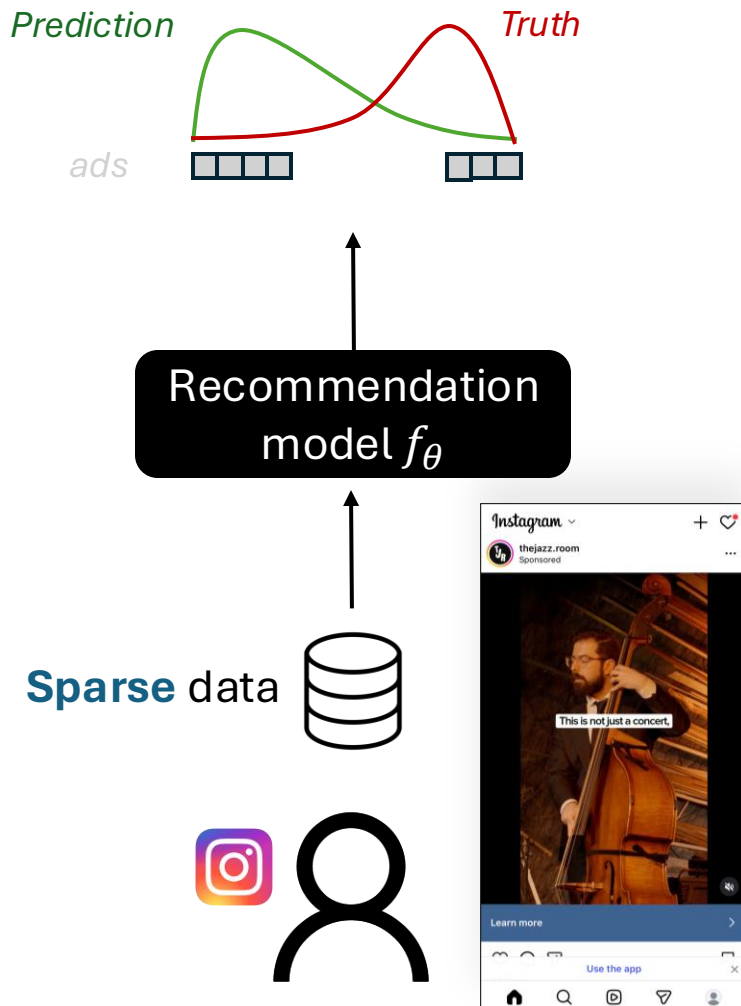 Prediction
Truth
ads
Recommendation
model fθ
Sparse data
Instagram
thejazz.room
Sponsored
TJR
This is not just a concert,
Learn more
Use the app